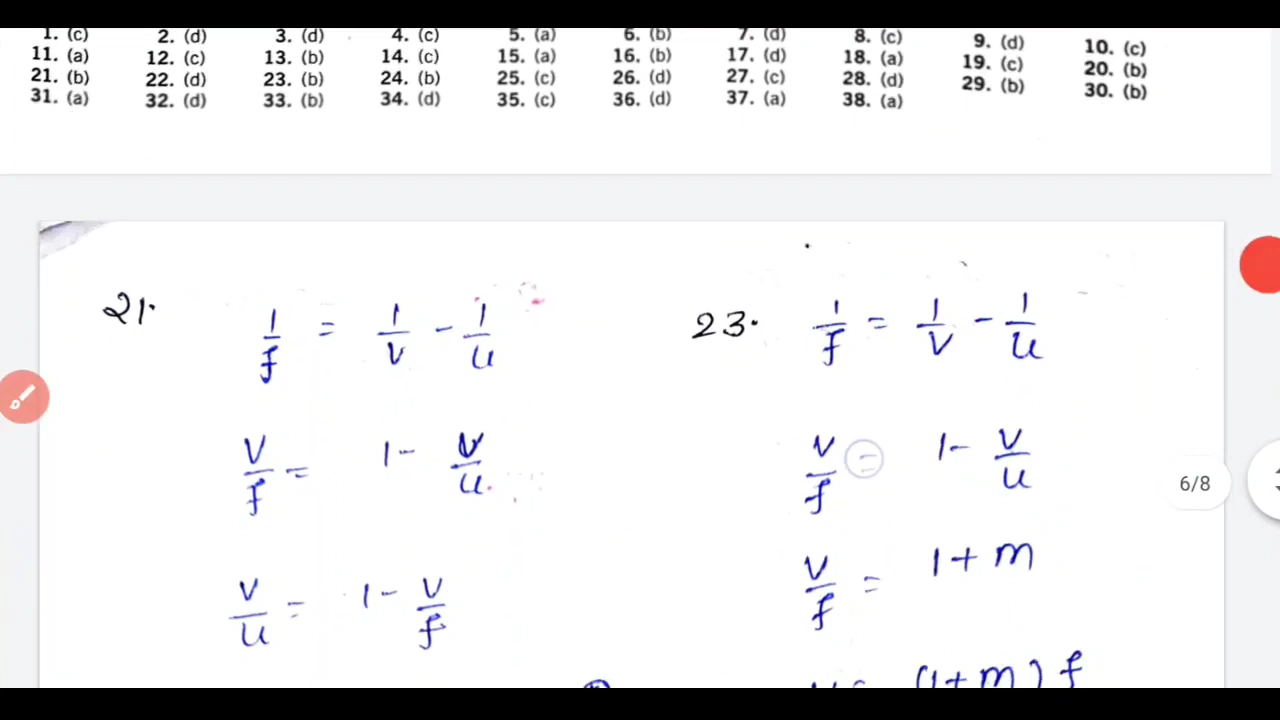 1. (c) 2. (d) 3. (d) 4. (c) 5. (a) 6. (b) 7. (d) 8. (c) 9. (d) 10. (c)
11. (a) 12. (c) 13. (b) 14. (c) 15. (a) 16. (b) 17. (d) 18. (a) 19. (c) 20. (b)
21. (b) 22. (d) 23. (b) 24. (b) 25. (c) 26. (d) 27. (c) 28. (d) 29. (b) 30. (b)
31. (a) 32. (d) 33. (b) 34. (d) 35. (c) 36. (d) 37. (a) 38. (a)
21. 1/f = 1/v - 1/u
v/f = 1 - v/u
v/u = 1 - v/f
23. 1/f = 1/v - 1/u
v/f = 1 - v/u
v/f = 1 + m
v = (1+m) f
6/8